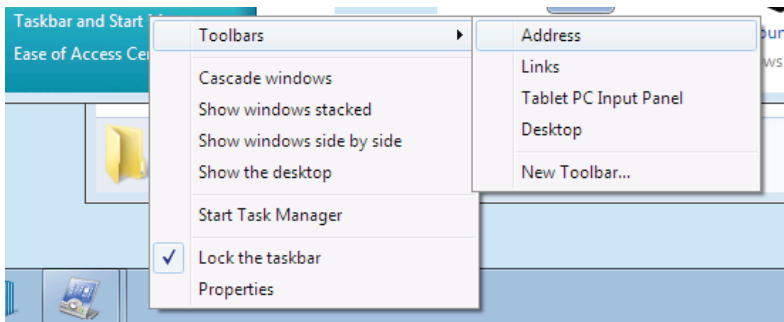 Taskbar and Start
Ease of Access
Toolbars
Cascade windows
Show windows stacked
Show windows side by side
Show the desktop
Start Task Manager
Lock the taskbar
Properties
Address
Links
Tablet PC Input Panel
Desktop
New Toolbar...